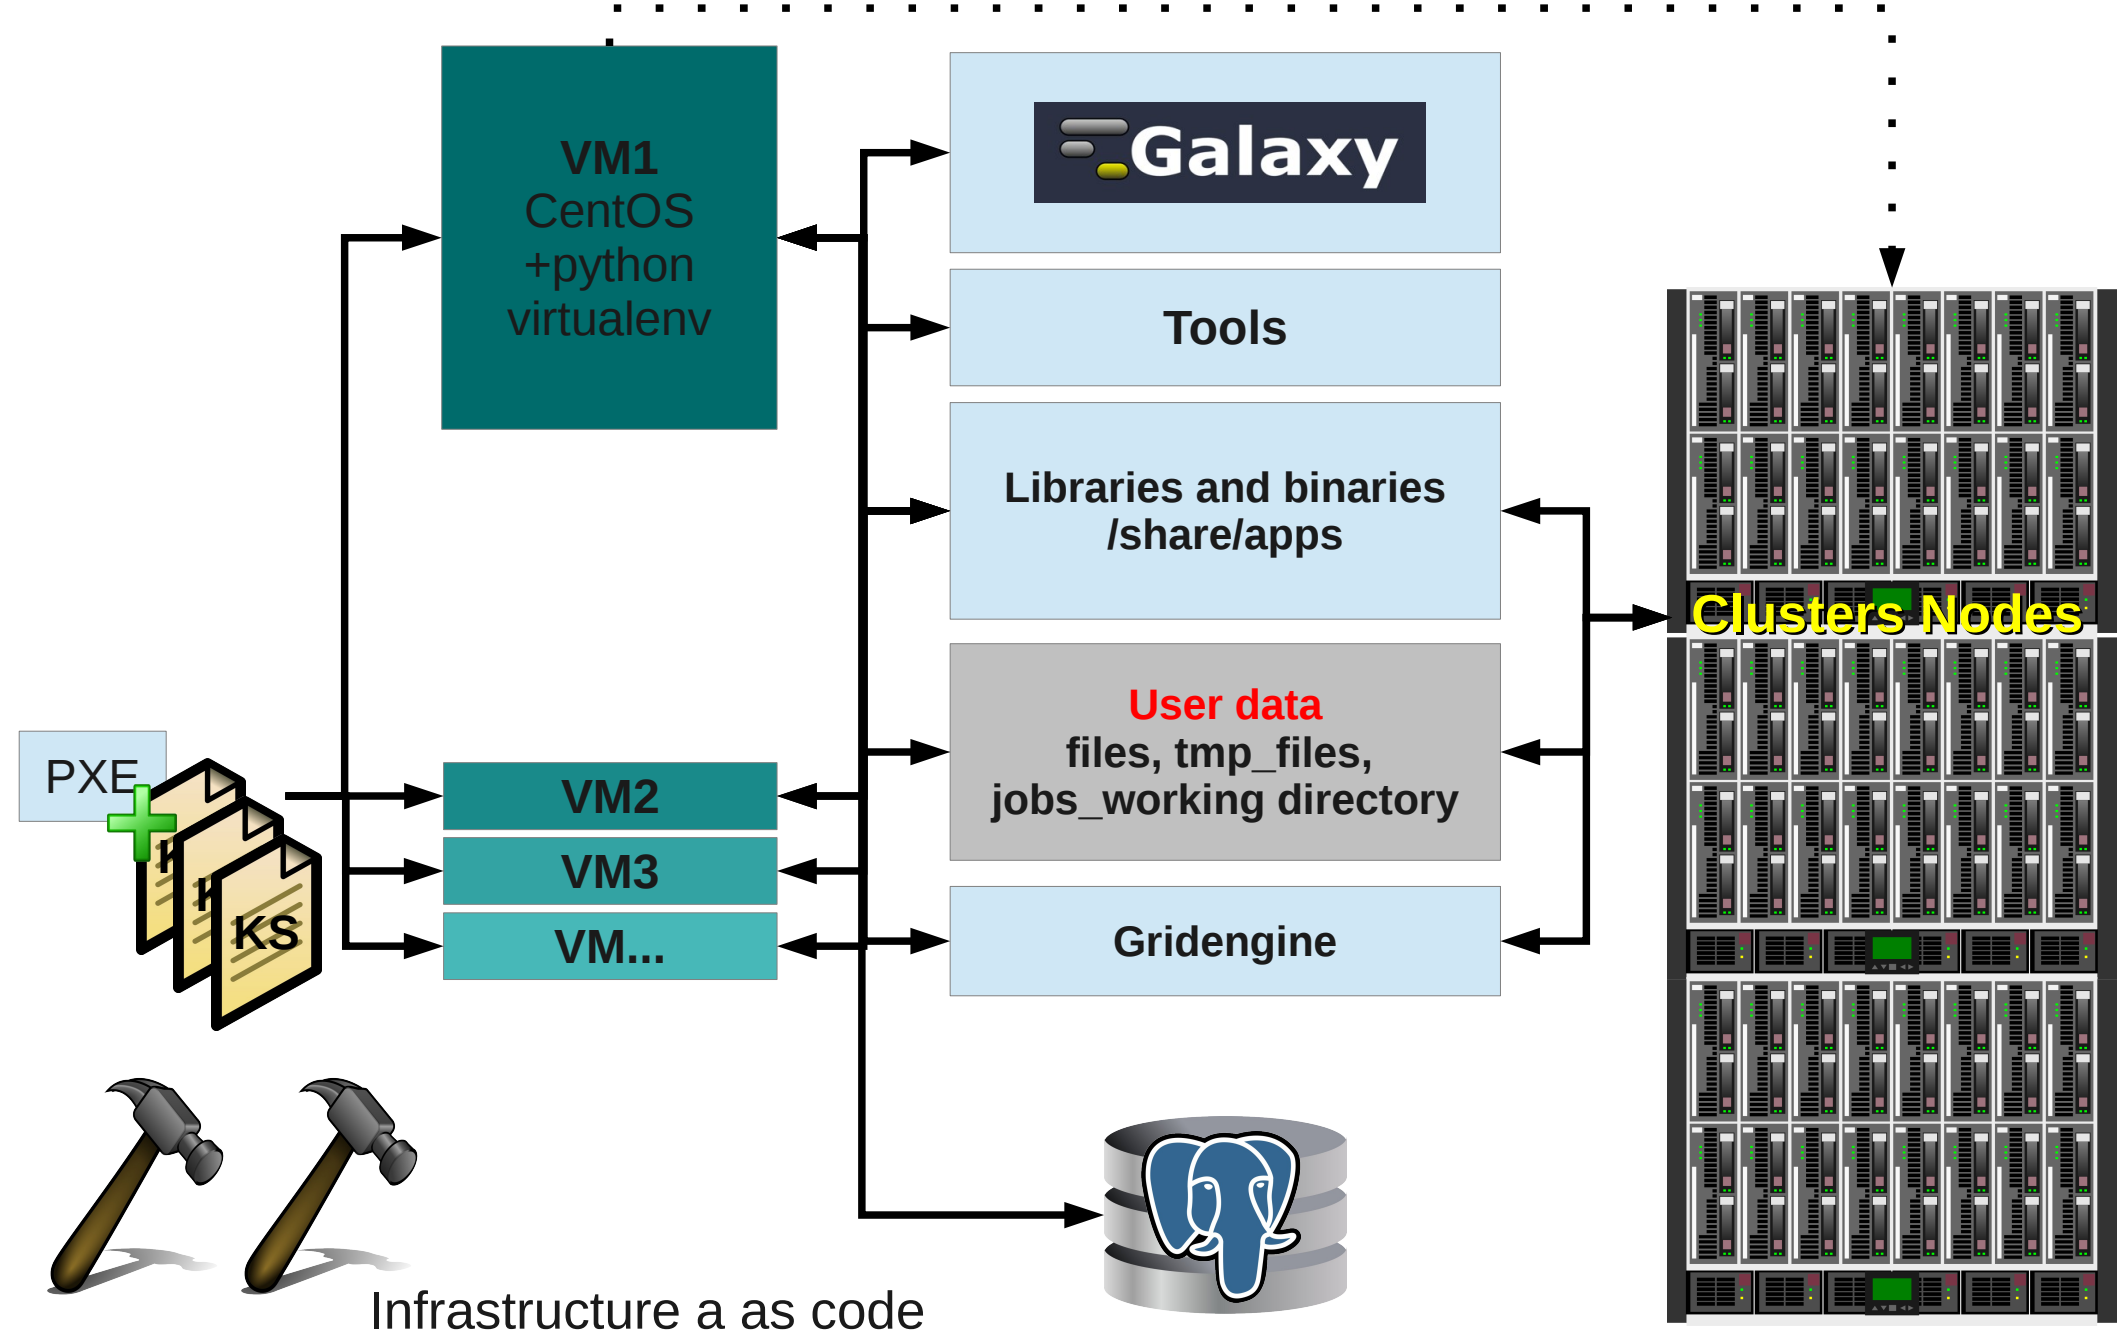 VM1
CentOS
+python
virtualenv
Galaxy
Tools
Libraries and binaries
/share/apps
Clusters Nodes
User data
files, tmp_files,
jobs_working directory
PXE
VM2
VM3
VM...
K
K
KS
Gridengine
Infrastructure a as code